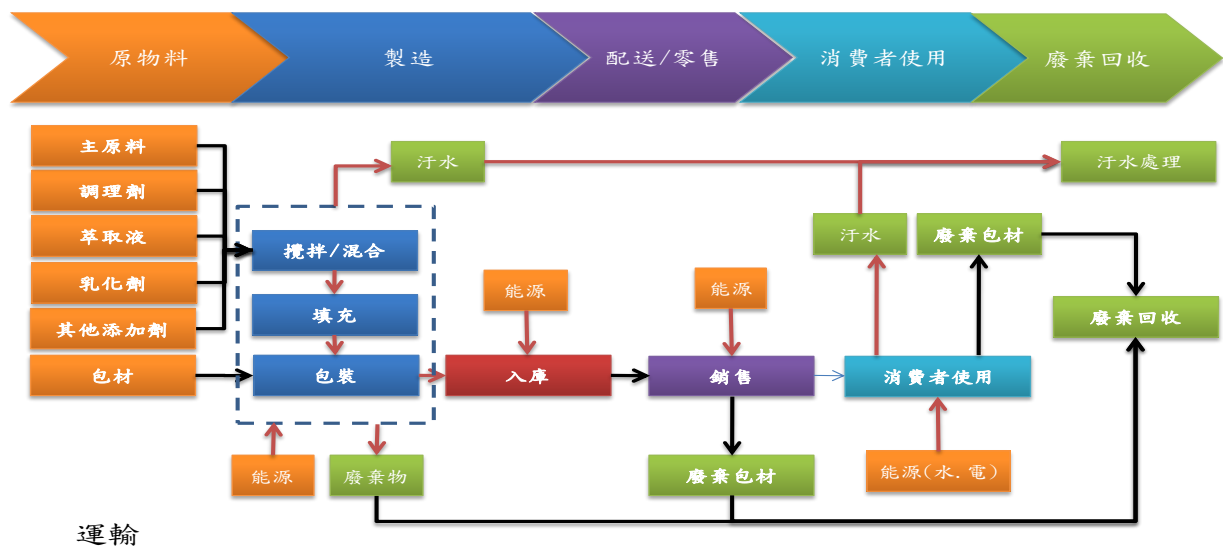 原物料
製造
配送/零售
消費者使用
廢棄回收
主原料
調理劑
萃取液
乳化劑
其他添加劑
包材
汙水
汙水處理
攪拌/混合
填充
包裝
能源
能源
汙水
廢棄包材
廢棄回收
入庫
銷售
消費者使用
能源
廢棄物
廢棄包材
能源(水.電)
運輸